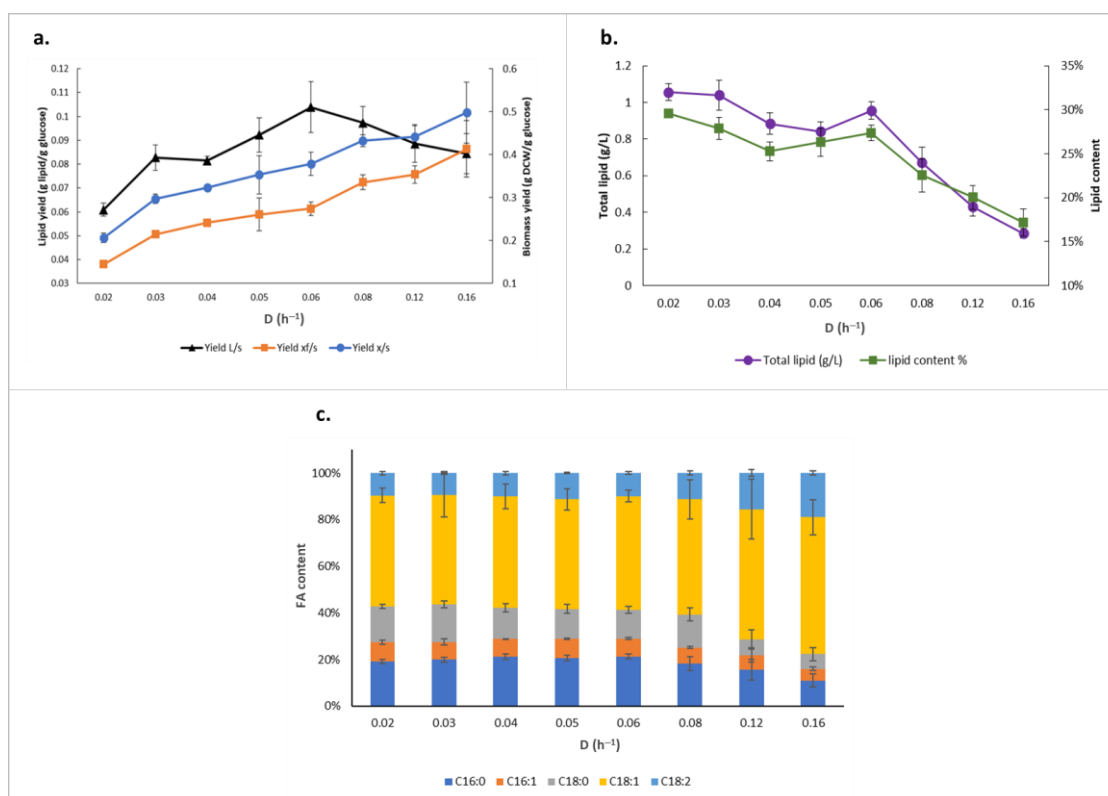 a.
Lipid yield (g lipid/g glucose)
0.12
0.11
0.1
0.09
0.08
0.07
0.06
0.05
0.04
0.03
0.6
0.5
0.4
0.3
0.2
0.1
Biomass yield (g DCW/g glucose)
0.02 0.03 0.04 0.05 0.06 0.08 0.12 0.16
D (h⁻¹)
Yield L/s Yield xf/s Yield x/s
b.
Total lipid (g/L)
1.2
1
0.8
0.6
0.4
0.2
0
35%
30%
25%
20%
15%
10%
Lipid content
0.02 0.03 0.04 0.05 0.06 0.08 0.12 0.16
D (h⁻¹)
Total lipid (g/L) lipid content %
c.
FA content
100%
80%
60%
40%
20%
0%
0.02 0.03 0.04 0.05 0.06 0.08 0.12 0.16
D (h⁻¹)
C16:0 C16:1 C18:0 C18:1 C18:2